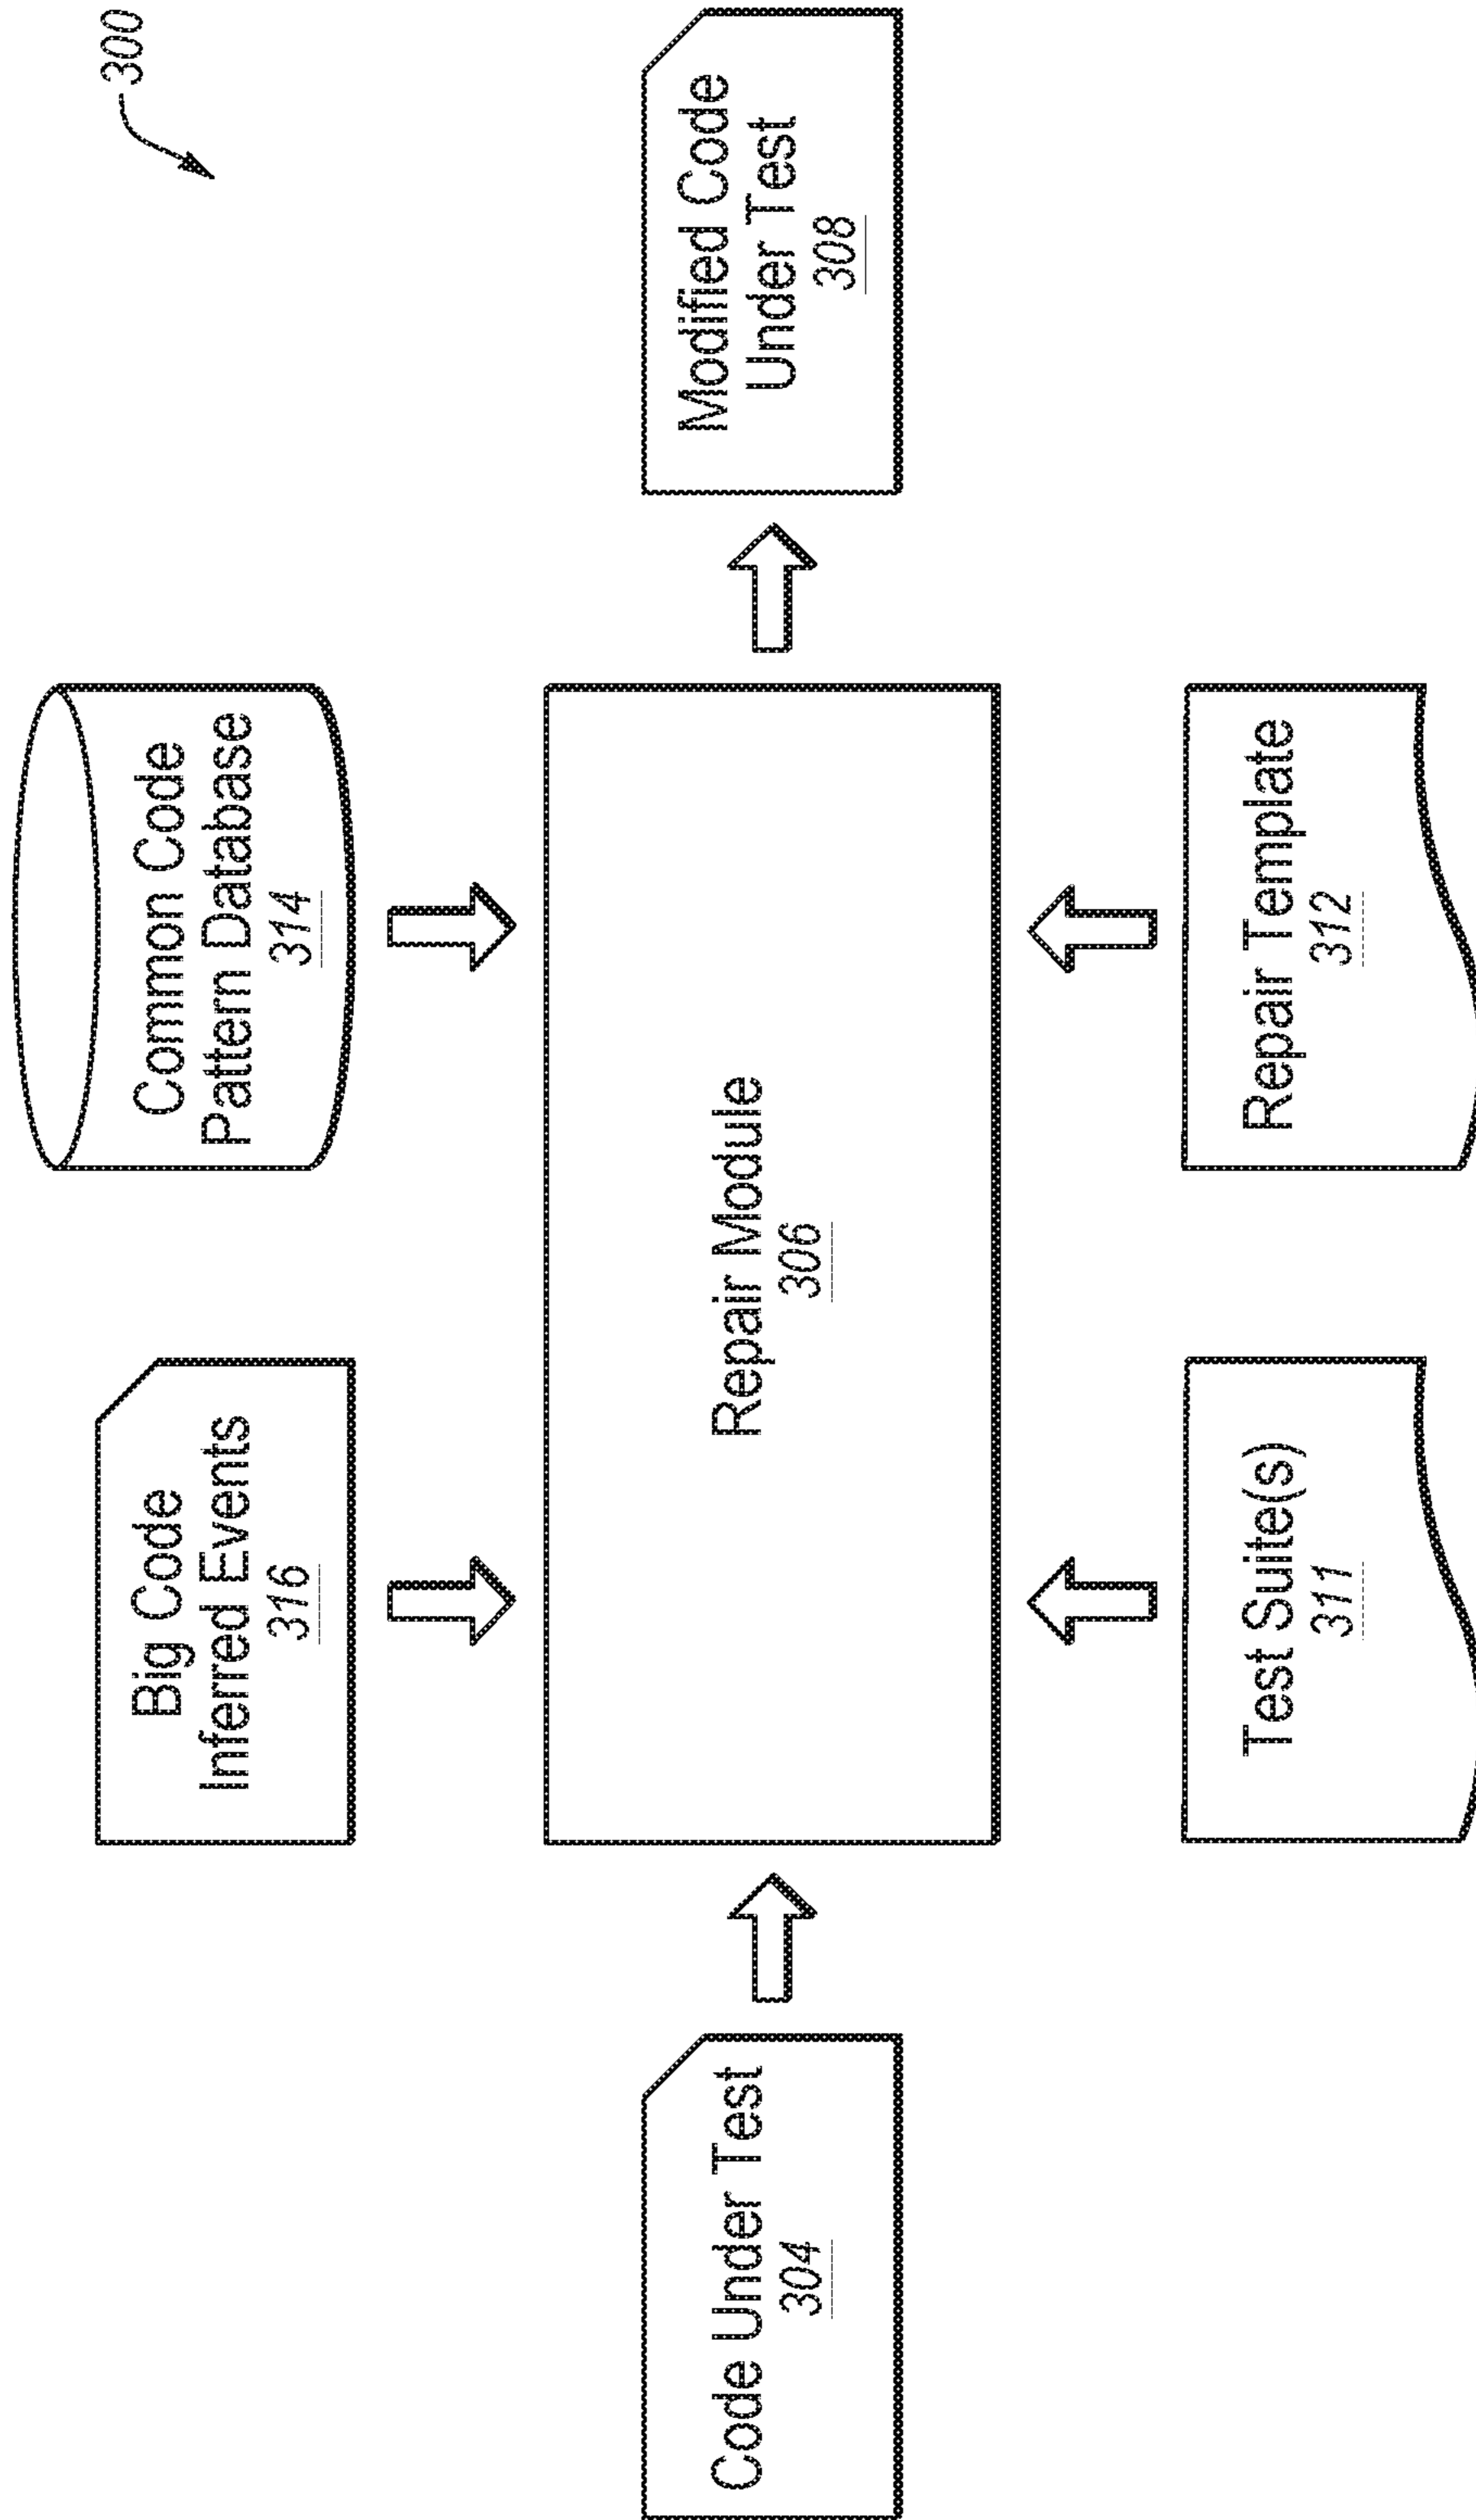 300
Big Code
Inferred Events
316
Common Code
Pattern Database
314
Code Under Test
304
Repair Module
306
Modified Code
Under Test
308
Test Suite(s)
311
Repair Template
312